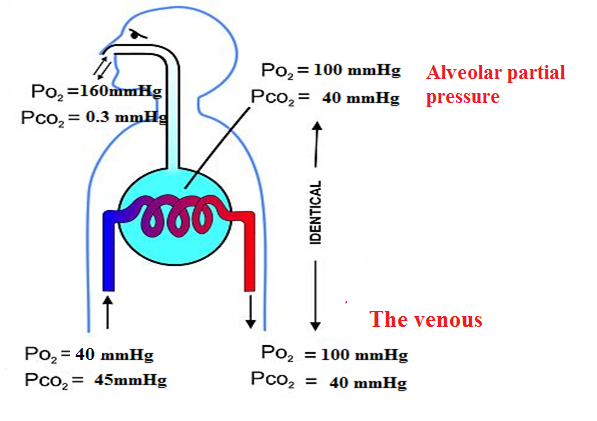 Po₂ =160mmHg
Pco₂ = 0.3 mmHg
Po₂ = 100 mmHg
Pco₂ = 40 mmHg
Alveolar partial
pressure
IDENTICAL
The venous
Po₂ = 40 mmHg
Pco₂ = 45mmHg
Po₂ = 100 mmHg
Pco₂ = 40 mmHg